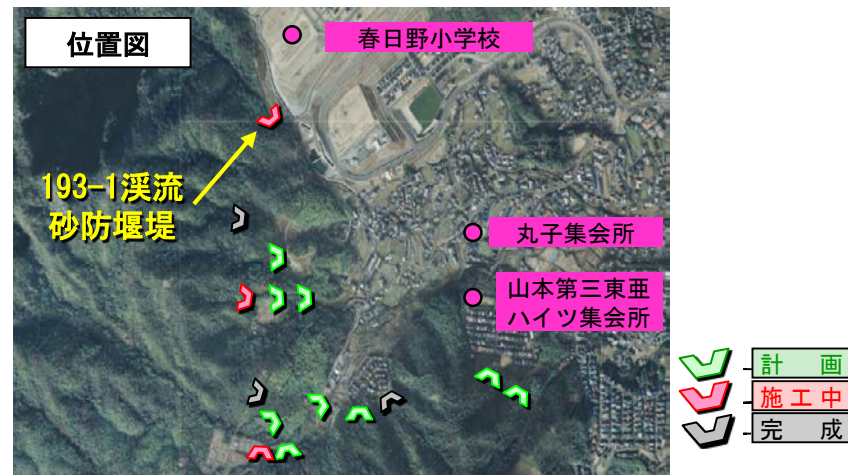 位置図
春日野小学校
193-1渓流
砂防堰堤
丸子集会所
山本第三東亜
ハイツ集会所
計　画
施工中
完　成